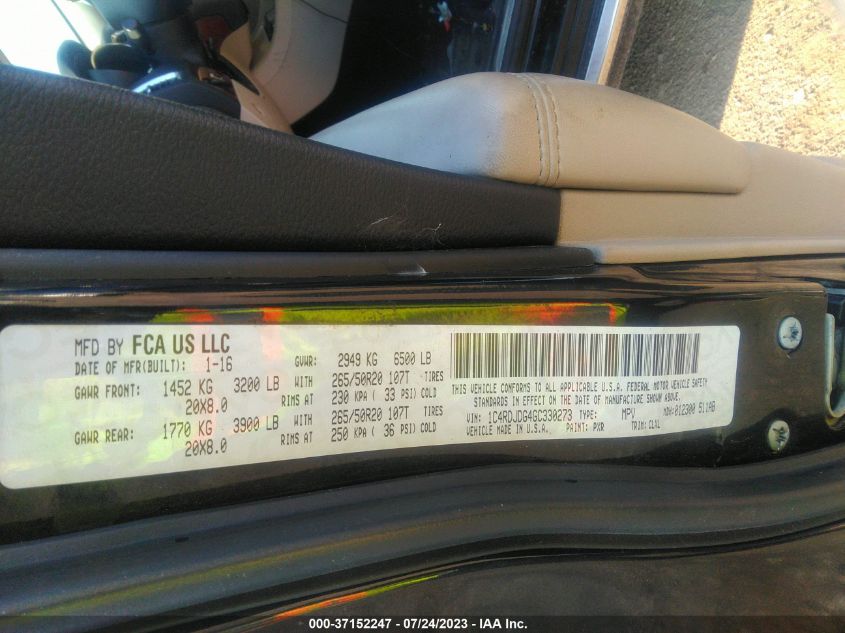 MFD BY FCA US LLC
DATE OF MFR(BUILT): 1-16 GVWR: 2949 KG 6500 LB
GAWR FRONT: 1452 KG 3200 LB WITH 265/50R20 107T TIRES
20X8.0 RIMS AT 230 KPA ( 33 PSI) COLD
GAWR REAR: 1770 KG 3900 LB WITH 265/50R20 107T TIRES
20X8.0 RIMS AT 250 KPA ( 36 PSI) COLD
THIS VEHICLE CONFORMS TO ALL APPLICABLE U.S.A. FEDERAL MOTOR VEHICLE SAFETY
STANDARDS IN EFFECT ON THE DATE OF MANUFACTURE SHOWN ABOVE.
VIN: 1C4RDJDG4GC330273 TYPE: MPV MDH:012300 511AB
VEHICLE MADE IN U.S.A. PAINT: PXR TRIM: CLXL
000-37152247 - 07/24/2023 - IAA Inc.